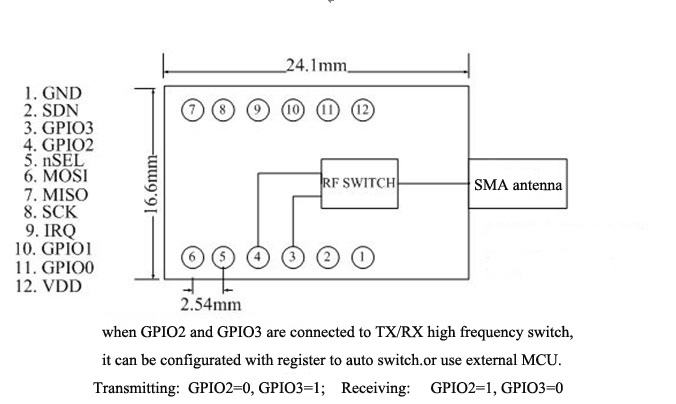 24.1mm
1. GND
2. SDN
3. GPIO3
4. GPIO2
5. nSEL
6. MOSI
7. MISO
8. SCK
9. IRQ
10. GPIO1
11. GPIO0
12. VDD
16.6mm
7 8 9 10 11 12
RF SWITCH
SMA antenna
6 5 4 3 2 1
2.54mm
when GPIO2 and GPIO3 are connected to TX/RX high frequency switch,
it can be configurated with register to auto switch.or use external MCU.
Transmitting: GPIO2=0, GPIO3=1; Receiving: GPIO2=1, GPIO3=0